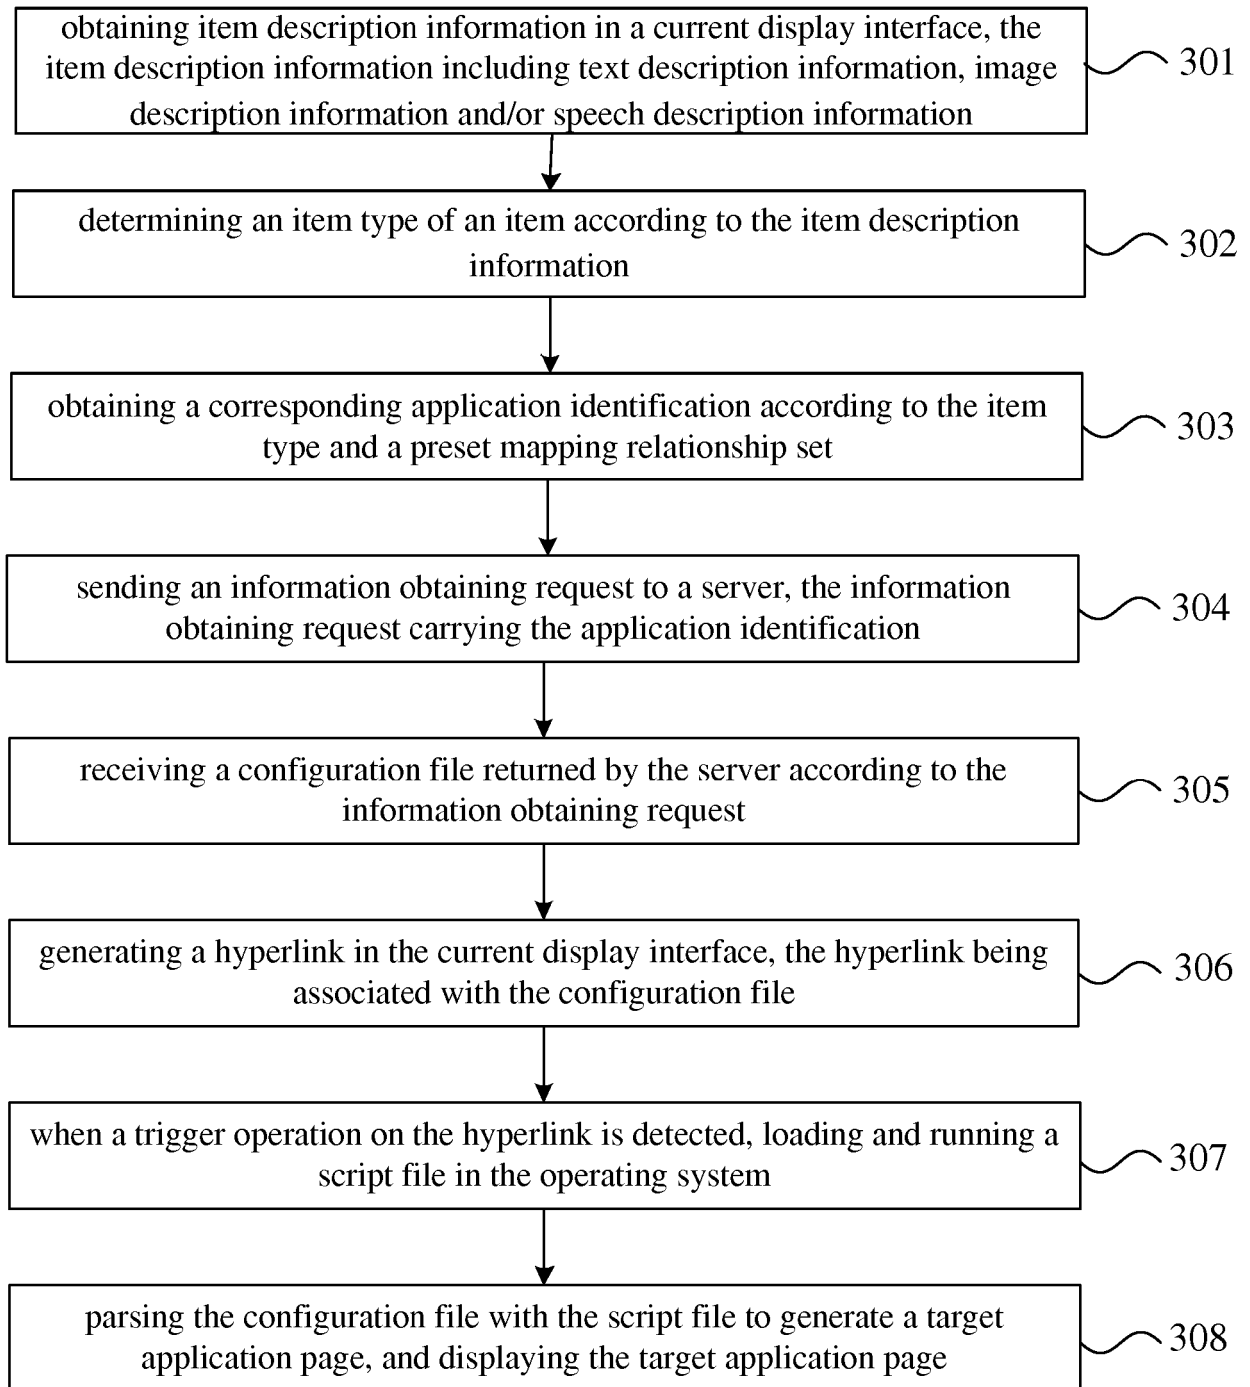 obtaining item description information in a current display interface, the
item description information including text description information, image
description information and/or speech description information
301
determining an item type of an item according to the item description
information
302
obtaining a corresponding application identification according to the item
type and a preset mapping relationship set
303
sending an information obtaining request to a server, the information
obtaining request carrying the application identification
304
receiving a configuration file returned by the server according to the
information obtaining request
305
generating a hyperlink in the current display interface, the hyperlink being
associated with the configuration file
306
when a trigger operation on the hyperlink is detected, loading and running a
script file in the operating system
307
parsing the configuration file with the script file to generate a target
application page, and displaying the target application page
308